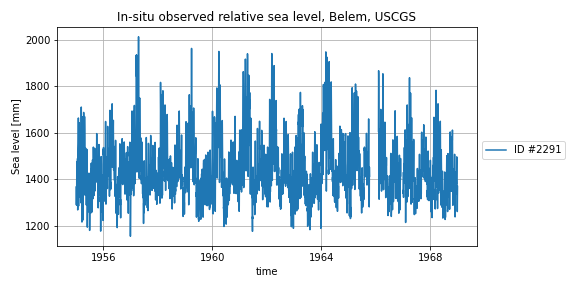 In-situ observed relative sea level, Belem, USCGS
2000
1800
1600
1400
1200
Sea level [mm]
ID #2291
1956
1960
1964
1968
time